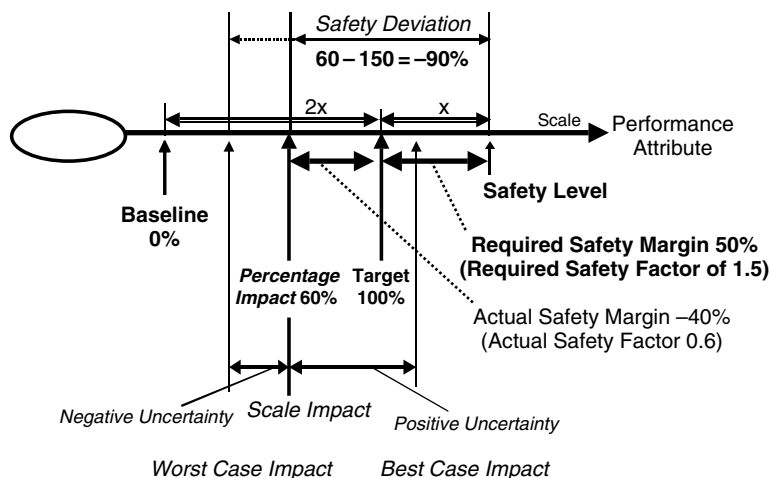 Safety Deviation
60 – 150 = –90%
2x
x
Scale
Performance
Attribute
Safety Level
Baseline
0%
Required Safety Margin 50%
(Required Safety Factor of 1.5)
Percentage
Impact 60%
Target
100%
Actual Safety Margin –40%
(Actual Safety Factor 0.6)
Negative Uncertainty
Scale Impact
Positive Uncertainty
Worst Case Impact
Best Case Impact